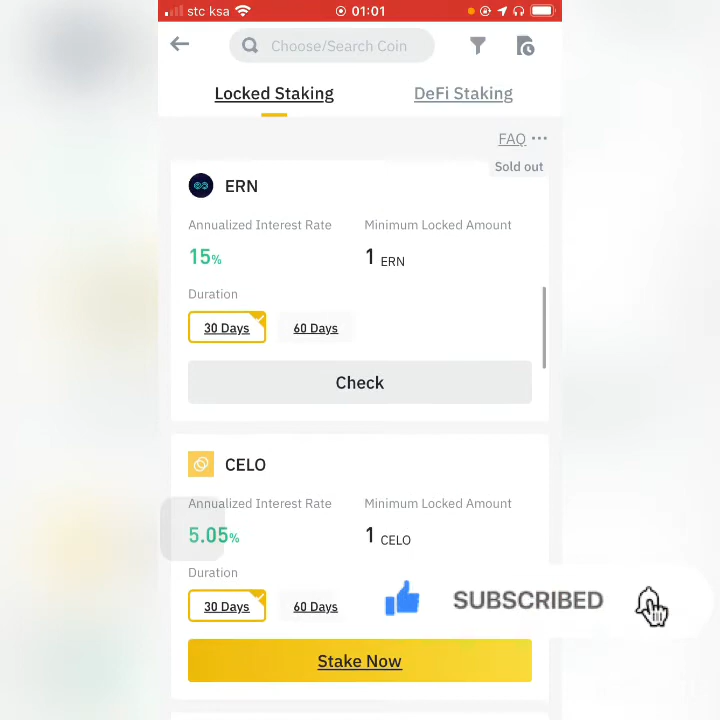 stc ksa 01:01
Choose/Search Coin
Locked Staking DeFi Staking
FAQ
Sold out
ERN
Annualized Interest Rate Minimum Locked Amount
15% 1 ERN
Duration
30 Days 60 Days
Check
CELO
Annualized Interest Rate Minimum Locked Amount
5.05% 1 CELO
Duration
30 Days 60 Days
SUBSCRIBED
Stake Now